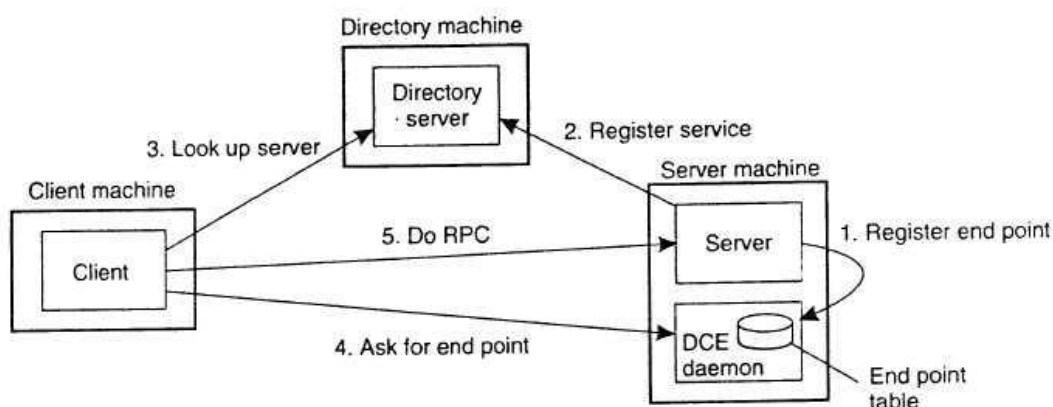 Directory machine
Directory
server
3. Look up server
2. Register service
Client machine
Server machine
Client
5. Do RPC
Server
1. Register end point
4. Ask for end point
DCE
daemon
End point
table